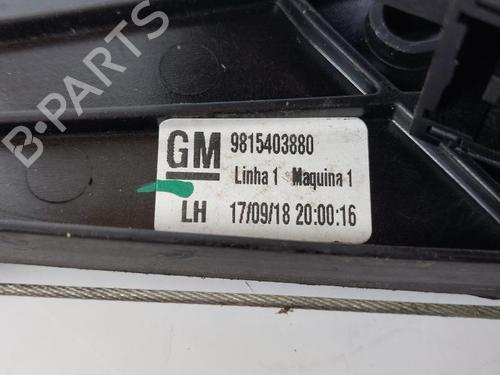 GM 9815403880
Linha 1 Maquina 1
LH 17/09/18 20:00:16
B-PARTS